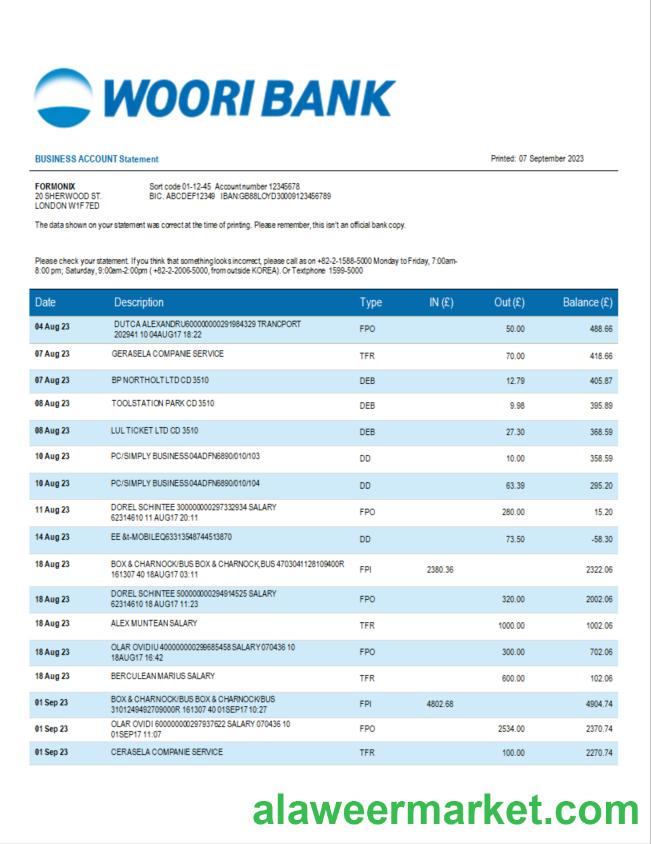 WOORI BANK
BUSINESS ACCOUNT Statement Printed: 07 September 2023
FORMONIX Sort code 01-12-45 Account number 12345678
20 SHERWOOD ST. BIC. ABCDEF12349 IBAN:GB88LOYD30009123456789
LONDON W1F 7ED
The data shown on your statement was correct at the time of printing. Please remember, this isn't an official bank copy.
Please check your statement. If you think that something looks incorrect, please call as on +82-2-1588-5000 Monday to Friday, 7:00am-
8:00 pm; Saturday, 9:00am-2:00pm ( +82-2-2006-5000, from outside KOREA). Or Textphone 1599-5000
Date Description Type IN (£) Out (£) Balance (£)
04 Aug 23 DUTCA ALEXANDRU600000000291984329 TRANCPORT FPO 50.00 488.66
202941 10 04AUG17 18:22
07 Aug 23 GERASELA COMPANIE SERVICE TFR 70.00 418.66
07 Aug 23 BP NORTHOLT LTD CD 3510 DEB 12.79 405.87
08 Aug 23 TOOLSTATION PARK CD 3510 DEB 9.98 395.89
08 Aug 23 LUL TICKET LTD CD 3510 DEB 27.30 368.59
10 Aug 23 PC/SIMPLY BUSINESS04ADFN6890/010/103 DD 10.00 358.59
10 Aug 23 PC/SIMPLY BUSINESS04ADFN6890/010/104 DD 63.39 295.20
11 Aug 23 DOREL SCHINTEE 300000000297332934 SALARY FPO 280.00 15.20
62314610 11 AUG17 20:11
14 Aug 23 EE &t-MOBILEQ63313548744513870 DD 73.50 -58.30
18 Aug 23 BOX & CHARNOCK/BUS BOX & CHARNOCK,BUS 4703041128109400R FPI 2380.36 2322.06
161307 40 18AUG17 03:11
18 Aug 23 DOREL SCHINTEE 500000000294914525 SALARY FPO 320.00 2002.06
62314610 18 AUG17 11:23
18 Aug 23 ALEX MUNTEAN SALARY TFR 1000.00 1002.06
18 Aug 23 OLAR OVIDIU 400000000299685458 SALARY 070436 10 FPO 300.00 702.06
18AUG17 16:42
18 Aug 23 BERCULEAN MARIUS SALARY TFR 600.00 102.06
01 Sep 23 BOX & CHARNOCK/BUS BOX & CHARNOCK/BUS FPI 4802.68 4904.74
3101249492709000R 161307 40 01SEP17 10:27
01 Sep 23 OLAR OVIDI 600000000297937622 SALARY 070436 10 FPO 2534.00 2370.74
01SEP17 11:07
01 Sep 23 CERASELA COMPANIE SERVICE TFR 100.00 2270.74
alaweermarket.com